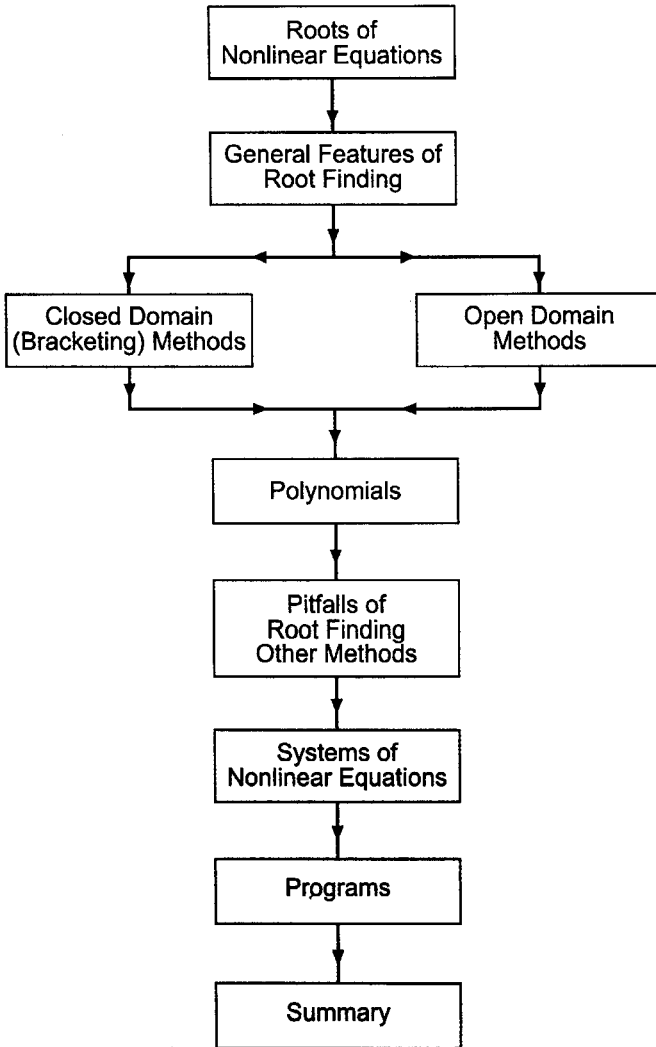 Roots of
Nonlinear Equations
General Features of
Root Finding
Closed Domain
(Bracketing) Methods
Open Domain
Methods
Polynomials
Pitfalls of
Root Finding
Other Methods
Systems of
Nonlinear Equations
Programs
Summary